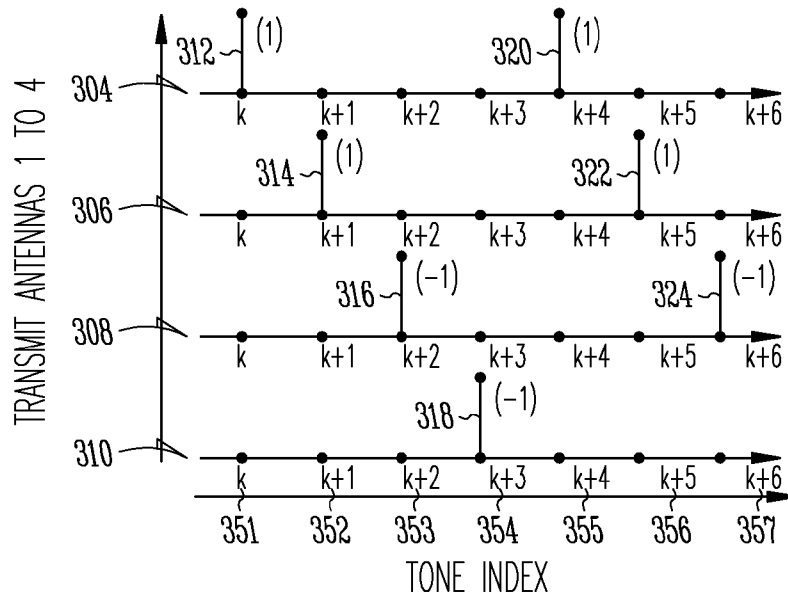 TRANSMIT ANTENNAS 1 TO 4
312 (1) 320 (1)
304
k k+1 k+2 k+3 k+4 k+5 k+6
314 (1) 322 (1)
306
k k+1 k+2 k+3 k+4 k+5 k+6
316 (-1) 324 (-1)
308
k k+1 k+2 k+3 k+4 k+5 k+6
318 (-1)
310
k k+1 k+2 k+3 k+4 k+5 k+6
351 352 353 354 355 356 357
TONE INDEX